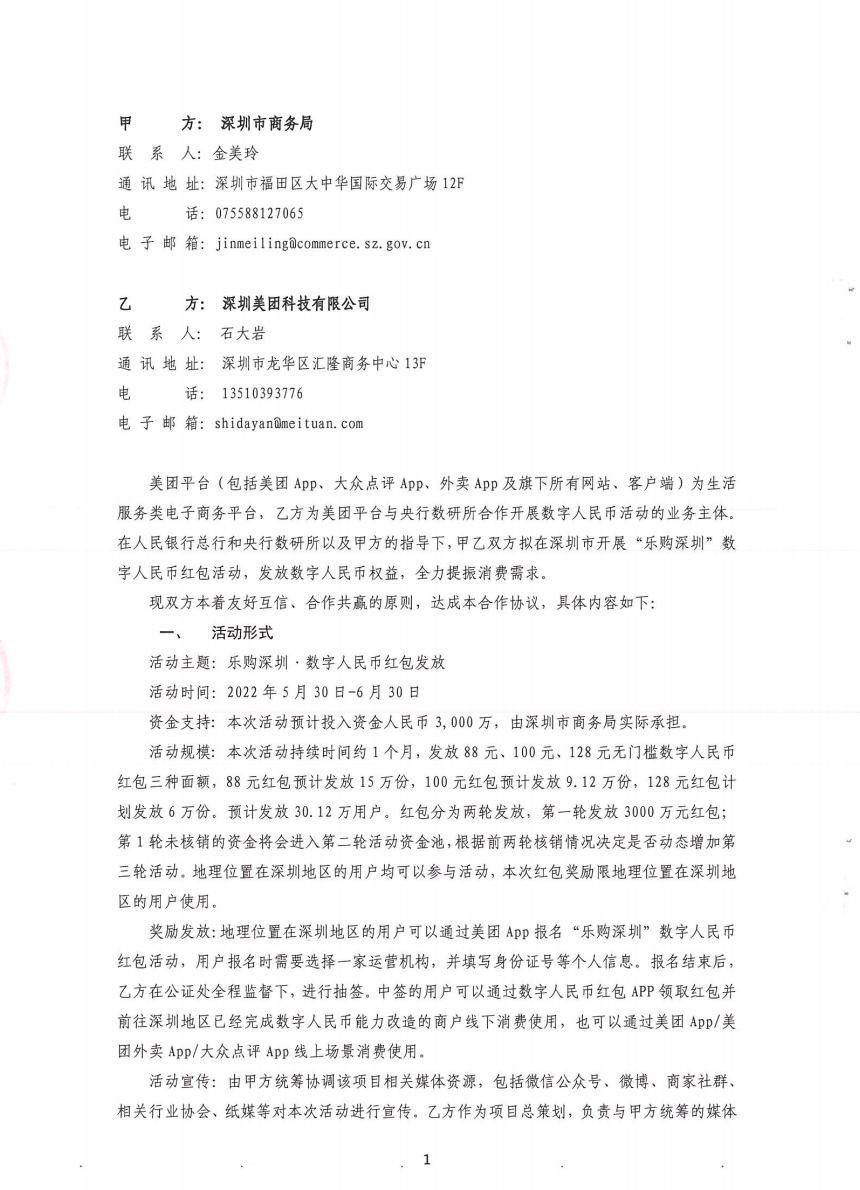 甲 方： 深圳市商务局
联 系 人：金美玲
通 讯 地 址：深圳市福田区大中华国际交易广场 12F
电 话：075588127065
电 子 邮 箱：jinmeiling@commerce.sz.gov.cn
乙 方： 深圳美团科技有限公司
联 系 人： 石大岩
通 讯 地 址： 深圳市龙华区汇隆商务中心 13F
电 话： 13510393776
电 子 邮 箱：shidayan@meituan.com
美团平台（包括美团 App、大众点评 App、外卖 App 及旗下所有网站、客户端）为生活
服务类电子商务平台，乙方为美团平台与央行数研所合作开展数字人民币活动的业务主体。
在人民银行总行和央行数研所以及甲方的指导下，甲乙双方拟在深圳市开展“乐购深圳”数
字人民币红包活动，发放数字人民币权益，全力提振消费需求。
现双方本着友好互信、合作共赢的原则，达成本合作协议，具体内容如下：
一、 活动形式
活动主题：乐购深圳·数字人民币红包发放
活动时间：2022 年 5 月 30 日-6 月 30 日
资金支持：本次活动预计投入资金人民币 3,000 万，由深圳市商务局实际承担。
活动规模：本次活动持续时间约 1 个月，发放 88 元、100 元、128 元无门槛数字人民币
红包三种面额，88 元红包预计发放 15 万份，100 元红包预计发放 9.12 万份，128 元红包计
划发放 6 万份。预计发放 30.12 万用户。红包分为两轮发放，第一轮发放 3000 万元红包；
第 1 轮未核销的资金将会进入第二轮活动资金池，根据前两轮核销情况决定是否动态增加第
三轮活动。地理位置在深圳地区的用户均可以参与活动，本次红包奖励限地理位置在深圳地
区的用户使用。
奖励发放：地理位置在深圳地区的用户可以通过美团 App 报名“乐购深圳”数字人民币
红包活动，用户报名时需要选择一家运营机构，并填写身份证号等个人信息。报名结束后，
乙方在公证处全程监督下，进行抽签。中签的用户可以通过数字人民币红包 APP 领取红包并
前往深圳地区已经完成数字人民币能力改造的商户线下消费使用，也可以通过美团 App/美
团外卖 App/大众点评 App 线上场景消费使用。
活动宣传：由甲方统筹协调该项目相关媒体资源，包括微信公众号、微博、商家社群、
相关行业协会、纸媒等对本次活动进行宣传。乙方作为项目总策划，负责与甲方统筹的媒体
1